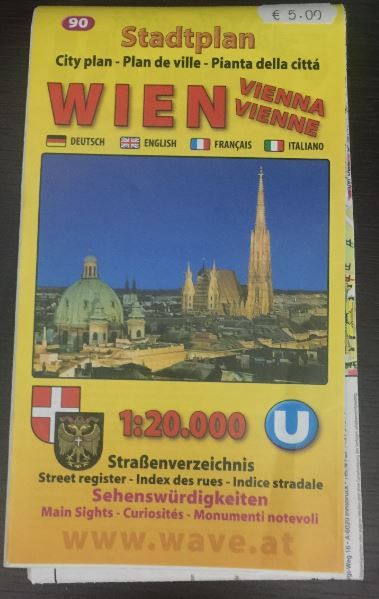 90
€ 5.00
Stadtplan
City plan - Plan de ville - Pianta della cittá
WIEN
VIENNA
VIENNE
DEUTSCH ENGLISH FRANÇAIS ITALIANO
1:20.000
U
Straßenverzeichnis
Street register - Index des rues - Indice stradale
Sehenswürdigkeiten
Main Sights - Curiosités - Monumenti notevoli
www.wave.at